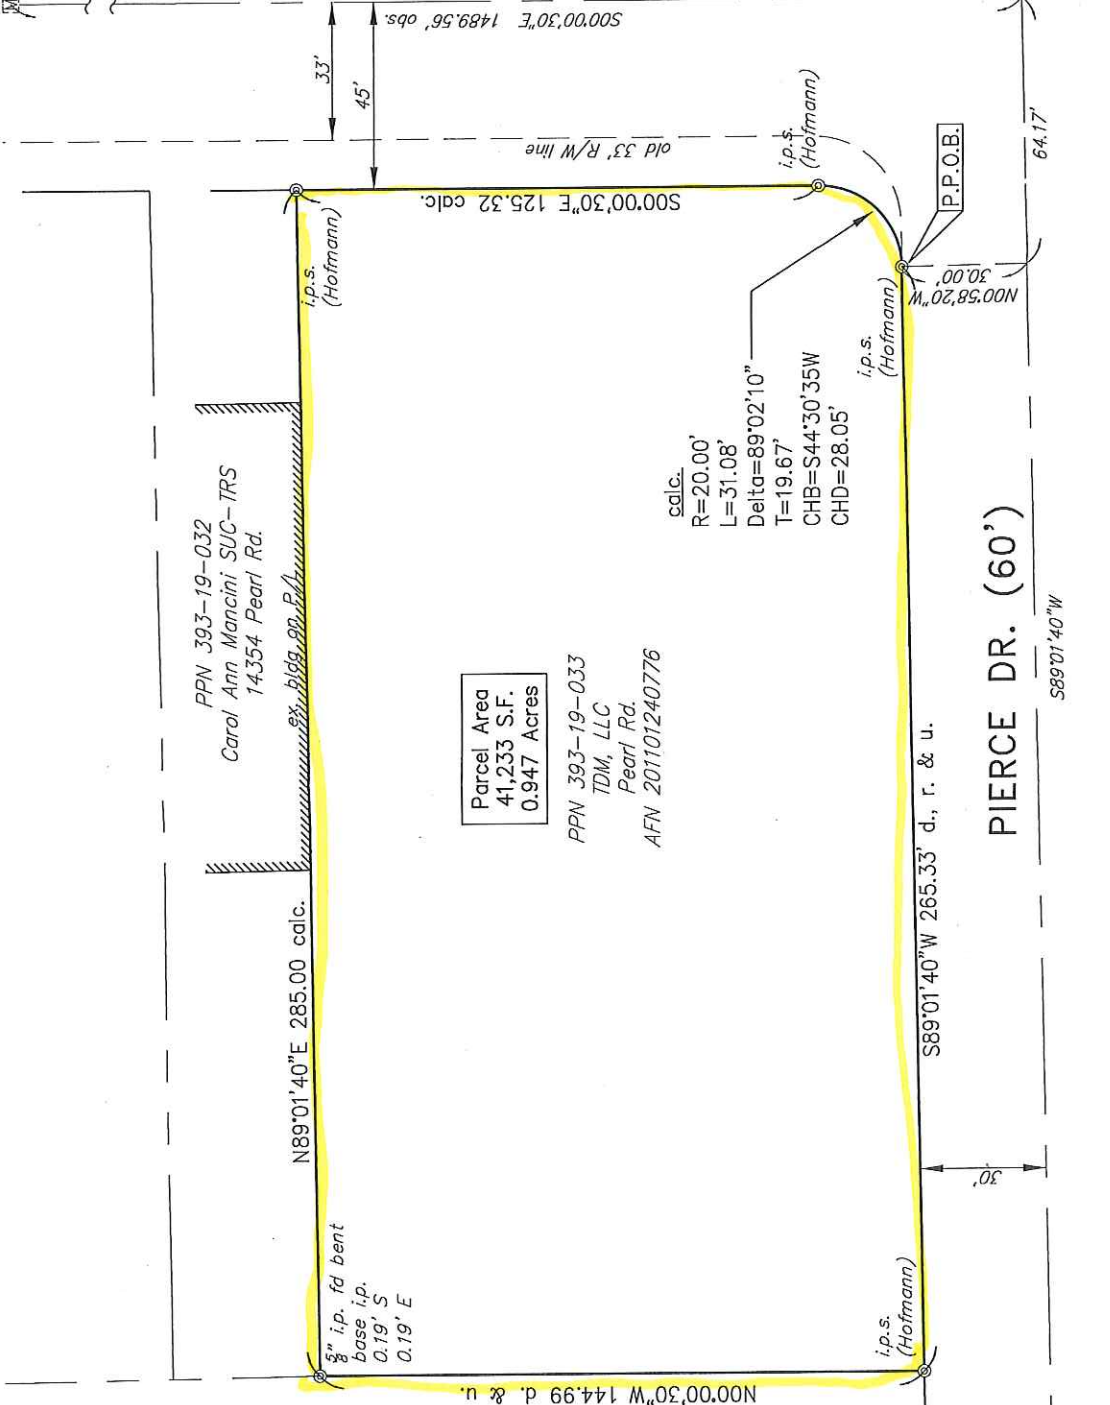 S00°00'30"E 1489.56' obs.
33'
45'
old 33' R/W line
i.p.s.
(Hofmann)
S00°00'30"E 125.32 calc.
i.p.s.
(Hofmann)
P.P.O.B.
64.17'
N00°58'20"W
30.00'
i.p.s.
(Hofmann)
calc.
R=20.00'
L=31.08'
Delta=89°02'10"
T=19.67'
CHB=S44°30'35W
CHD=28.05'
PPN 393-19-032
Carol Ann Mancini SUC-TRS
14354 Pearl Rd.
ex. bldg. on P/L
Parcel Area
41,233 S.F.
0.947 Acres
PPN 393-19-033
TDM, LLC
Pearl Rd.
AFN 201101240776
PIERCE DR. (60')
S89°01'40"W
S89°01'40"W 265.33' d., r. & u.
N89°01'40"E 285.00 calc.
30'
5/8" i.p. fd bent
base i.p.
0.19' S
0.19' E
i.p.s.
(Hofmann)
N00°00'30"W 144.99 d. & u.